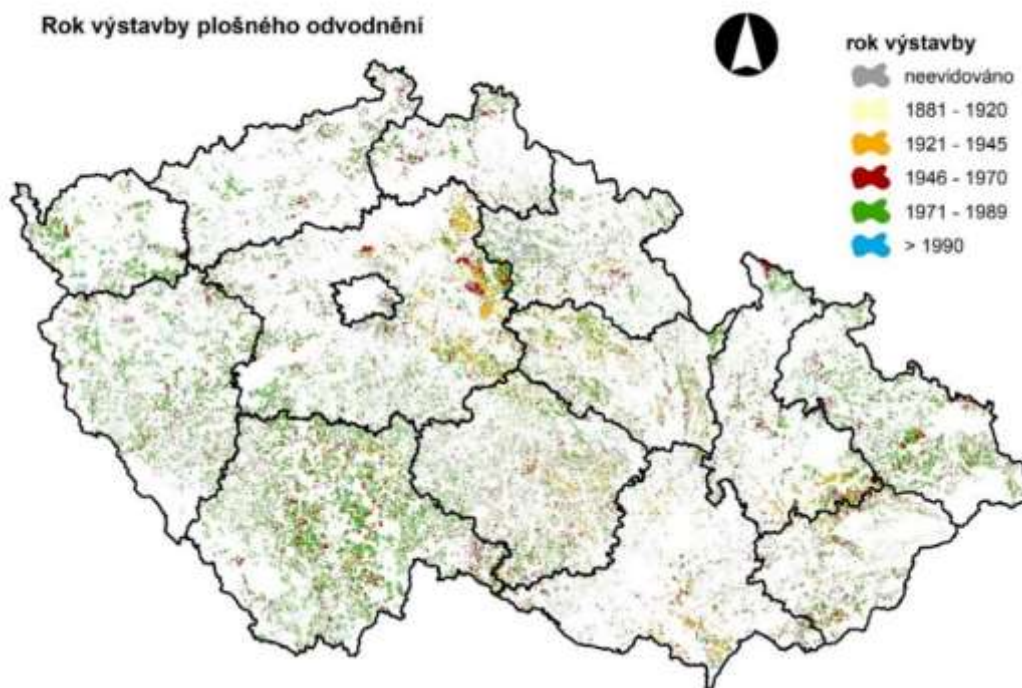 Rok výstavby plošného odvodnění
rok výstavby
neevidováno
1881 - 1920
1921 - 1945
1946 - 1970
1971 - 1989
> 1990